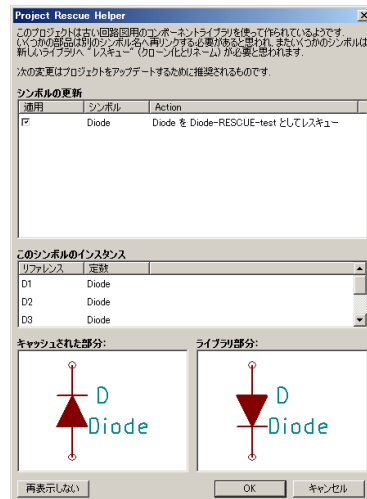 Project Rescue Helper
このプロジェクトは古い回路図用のコンポーネントライブラリを使って作られているようです.
いくつかの部品は別のシンボル名へ再リンクする必要があると思われ, またいくつかのシンボルは
新しいライブラリへ "レスキュー" (クローン化とリネーム) が必要と思われます.
次の変更はプロジェクトをアップデートするために推奨されるものです.
シンボルの更新
適用 シンボル Action
Diode Diode を Diode-RESCUE-test としてレスキュー
このシンボルのインスタンス
リファレンス 定数
D1 Diode
D2 Diode
D3 Diode
キャッシュされた部分: ライブラリ部分:
D D
Diode Diode
再表示しない OK キャンセル